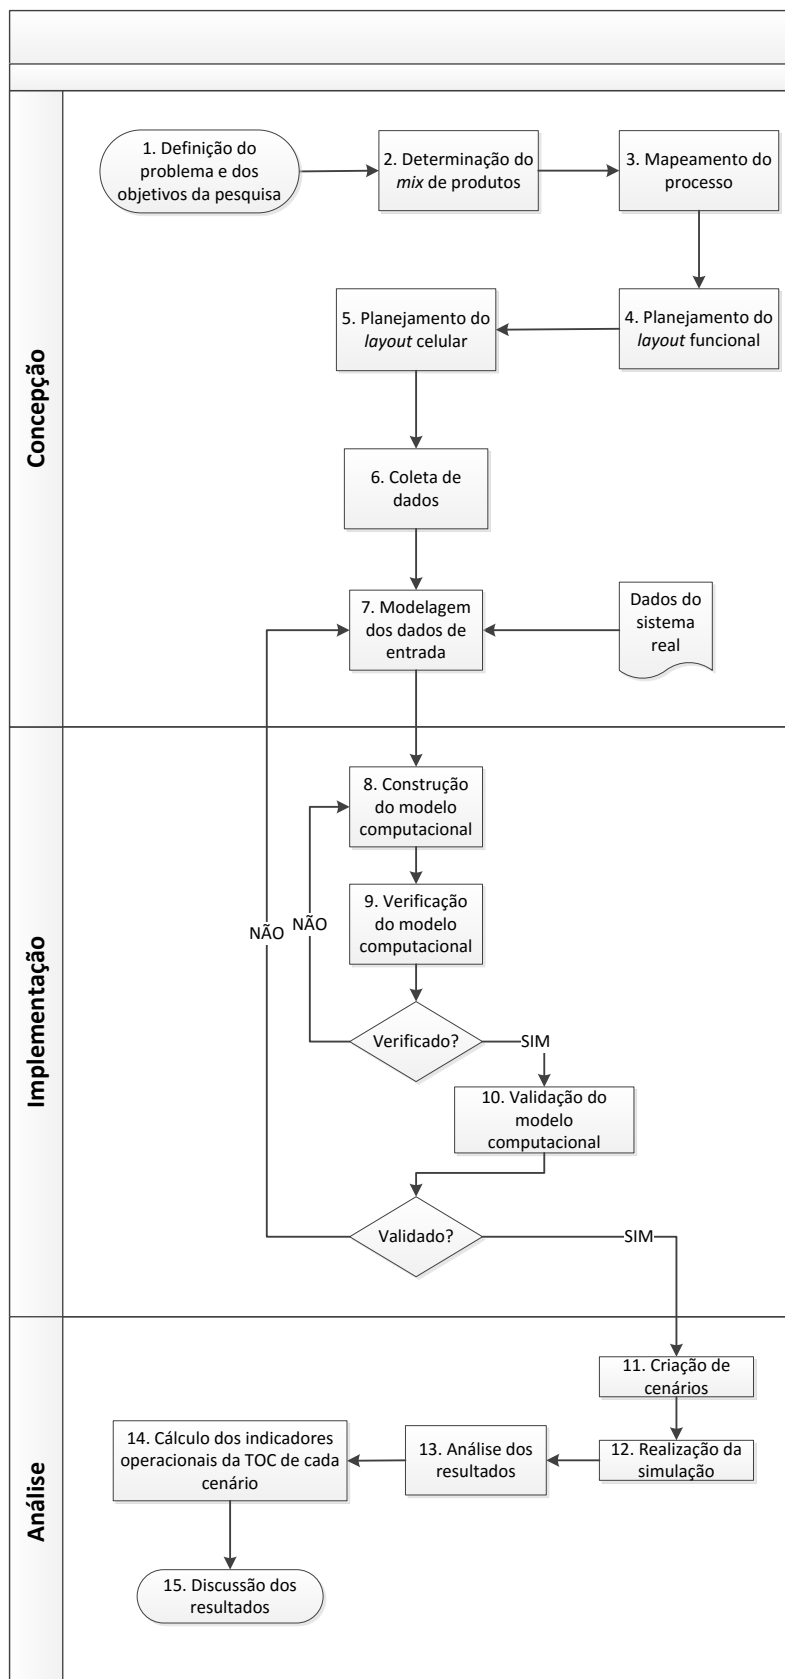 Concepção
1. Definição do
problema e dos
objetivos da pesquisa
2. Determinação do
mix de produtos
3. Mapeamento do
processo
4. Planejamento do
layout funcional
5. Planejamento do
layout celular
6. Coleta de
dados
7. Modelagem
dos dados de
entrada
Dados do
sistema
real
Implementação
8. Construção
do modelo
computacional
9. Verificação
do modelo
computacional
NÃO
NÃO
Verificado?
SIM
10. Validação do
modelo
computacional
Validado?
SIM
Análise
11. Criação de
cenários
12. Realização da
simulação
13. Análise dos
resultados
14. Cálculo dos indicadores
operacionais da TOC de cada
cenário
15. Discussão dos
resultados